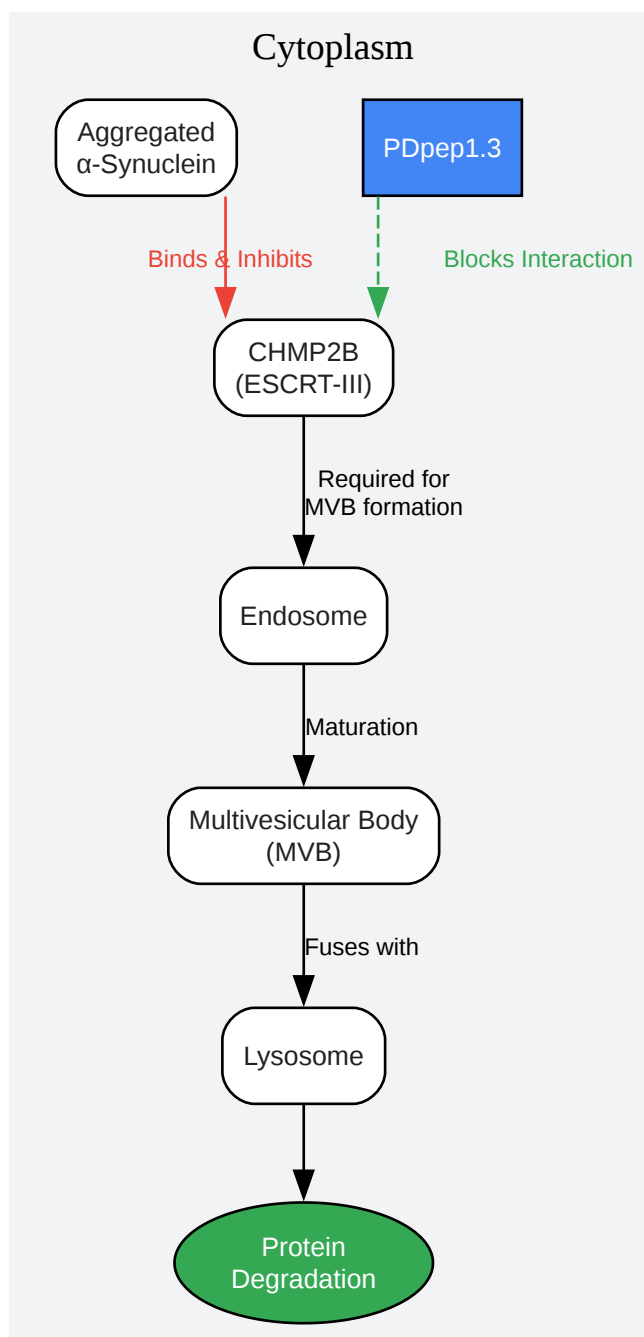 Cytoplasm
Aggregated
α-Synuclein
PDpep1.3
Binds & Inhibits
Blocks Interaction
CHMP2B
(ESCRT-III)
Required for
MVB formation
Endosome
Maturation
Multivesicular Body
(MVB)
Fuses with
Lysosome
Protein
Degradation